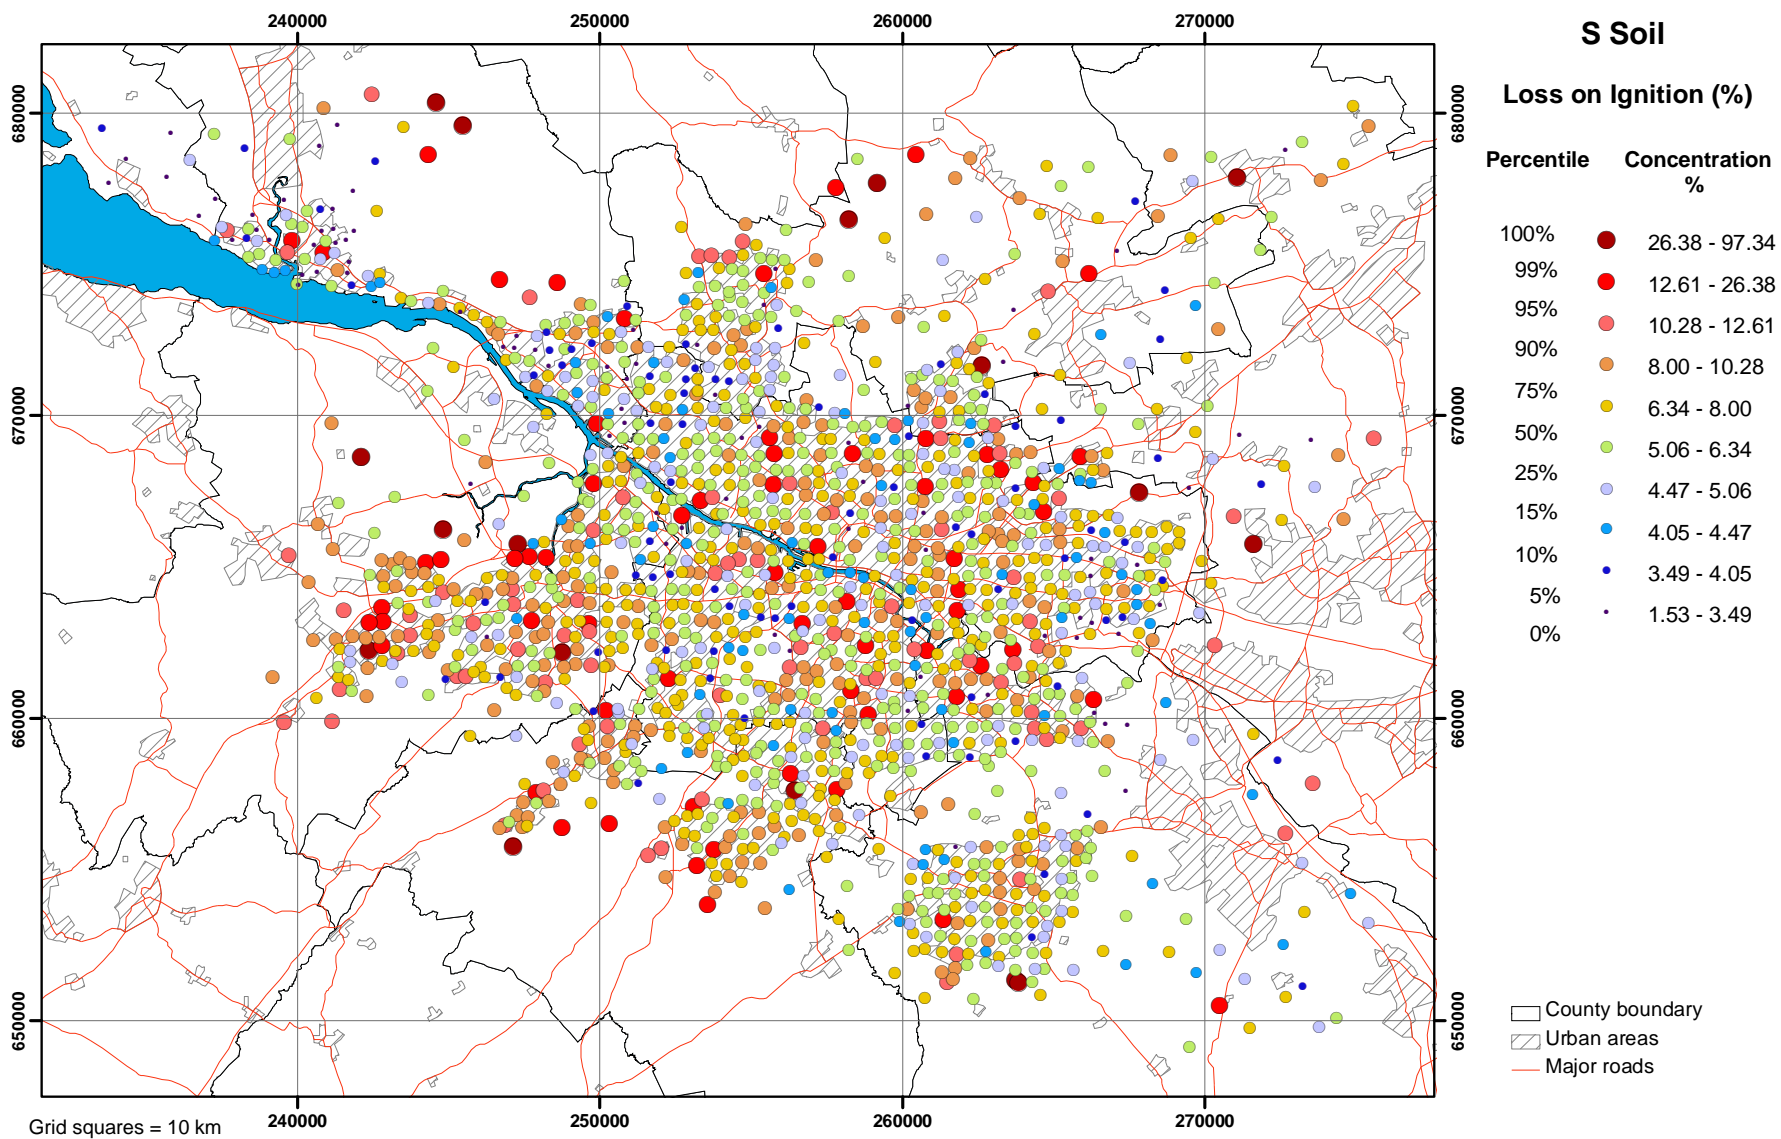 240000 250000 260000 270000
S Soil
Loss on Ignition (%)
Percentile Concentration
%
100%
26.38 - 97.34
99%
12.61 - 26.38
95%
10.28 - 12.61
90%
8.00 - 10.28
75%
6.34 - 8.00
50%
5.06 - 6.34
25%
4.47 - 5.06
15%
4.05 - 4.47
10%
3.49 - 4.05
5%
1.53 - 3.49
0%
680000 680000
670000 670000
660000 660000
650000 650000
County boundary
Urban areas
Major roads
240000 250000 260000 270000
Grid squares = 10 km